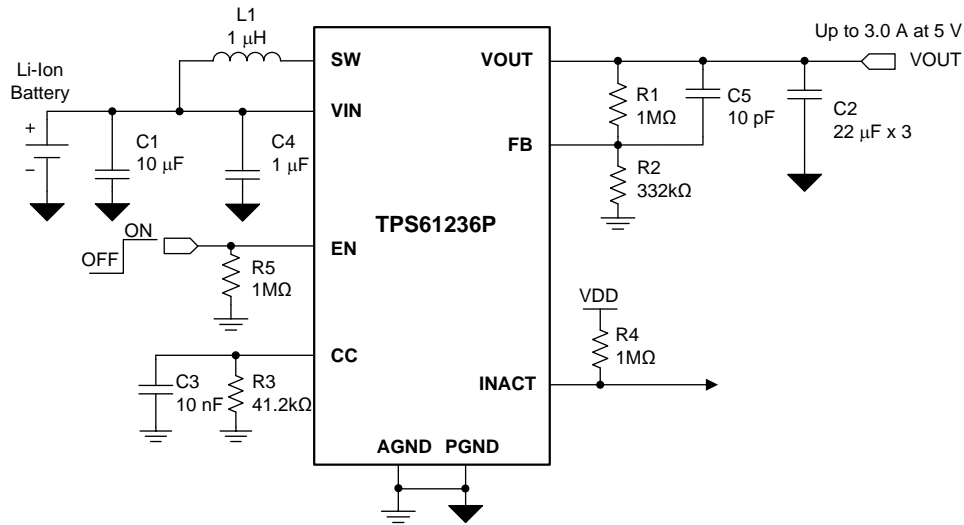 L1
1 µH
Up to 3.0 A at 5 V
SW
VOUT
VOUT
Li-Ion
Battery
VIN
R1
1MΩ
C5
10 pF
C2
22 µF x 3
+
−
C1
10 µF
C4
1 µF
FB
R2
332kΩ
TPS61236P
ON
OFF
EN
R5
1MΩ
VDD
R4
1MΩ
CC
C3
10 nF
R3
41.2kΩ
INACT
AGND PGND